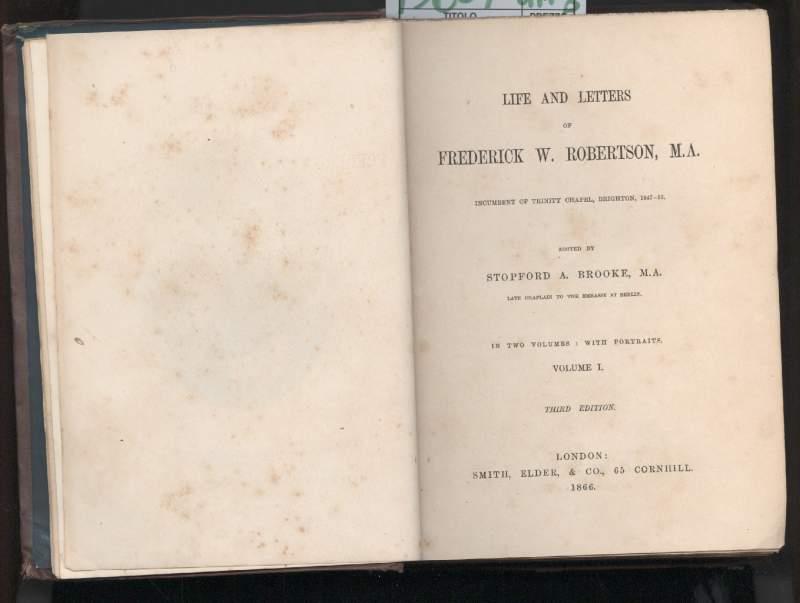 TITOLO PREZZO
LIFE AND LETTERS
OF
FREDERICK W. ROBERTSON, M.A.
INCUMBENT OF TRINITY CHAPEL, BRIGHTON, 1847-53.
EDITED BY
STOPFORD A. BROOKE, M.A.
LATE CHAPLAIN TO THE EMBASSY AT BERLIN.
IN TWO VOLUMES: WITH PORTRAITS.
VOLUME I.
THIRD EDITION.
LONDON:
SMITH, ELDER, & CO., 65 CORNHILL.
1866.